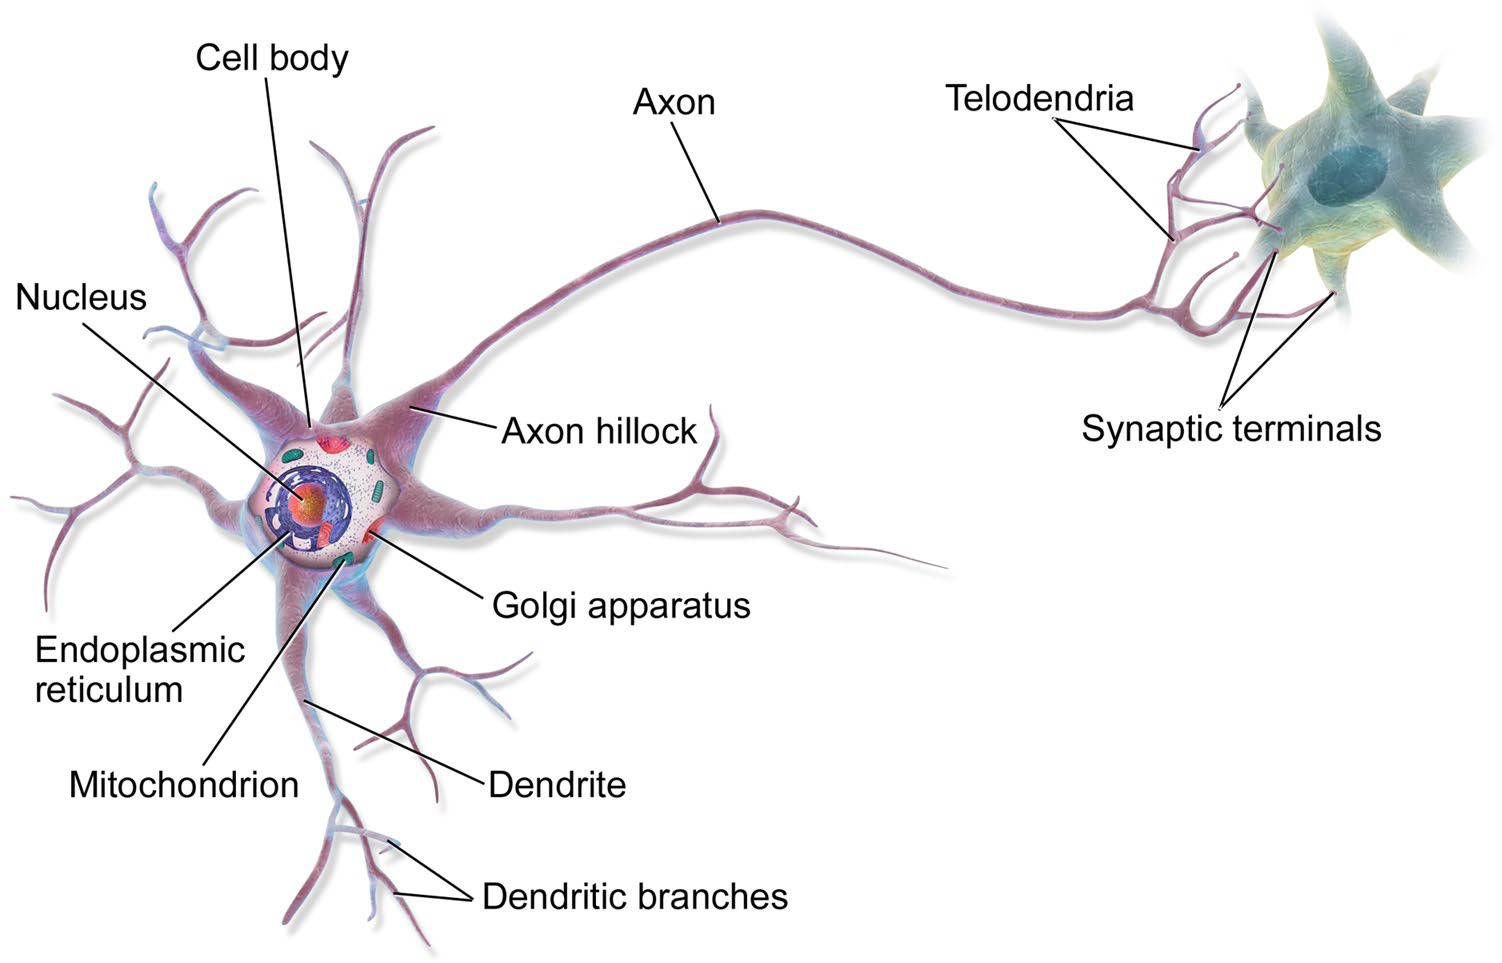 Cell body
Axon
Telodendria
Nucleus
Axon hillock
Synaptic terminals
Golgi apparatus
Endoplasmic
reticulum
Mitochondrion
Dendrite
Dendritic branches